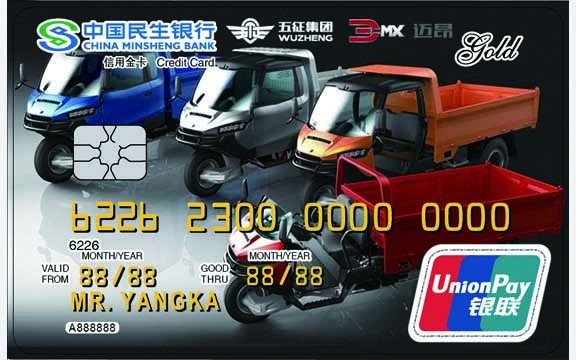 中国民生银行
CHINA MINSHENG BANK
信用金卡 Credit Card
五征集团
WUZHENG
3-MX 迈昂
Gold
6226 2300 0000 0000
6226
MONTH/YEAR MONTH/YEAR
VALID FROM 88/88 GOOD THRU 88/88
MR. YANGKA
A888888
UnionPay
银联